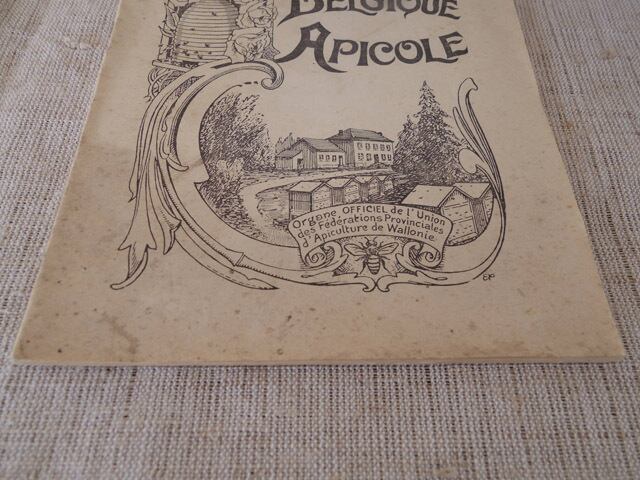 BELGIQUE
APICOLE
Organe OFFICIEL de l'Union
des Fédérations Provinciales
d'Apiculture de Wallonie